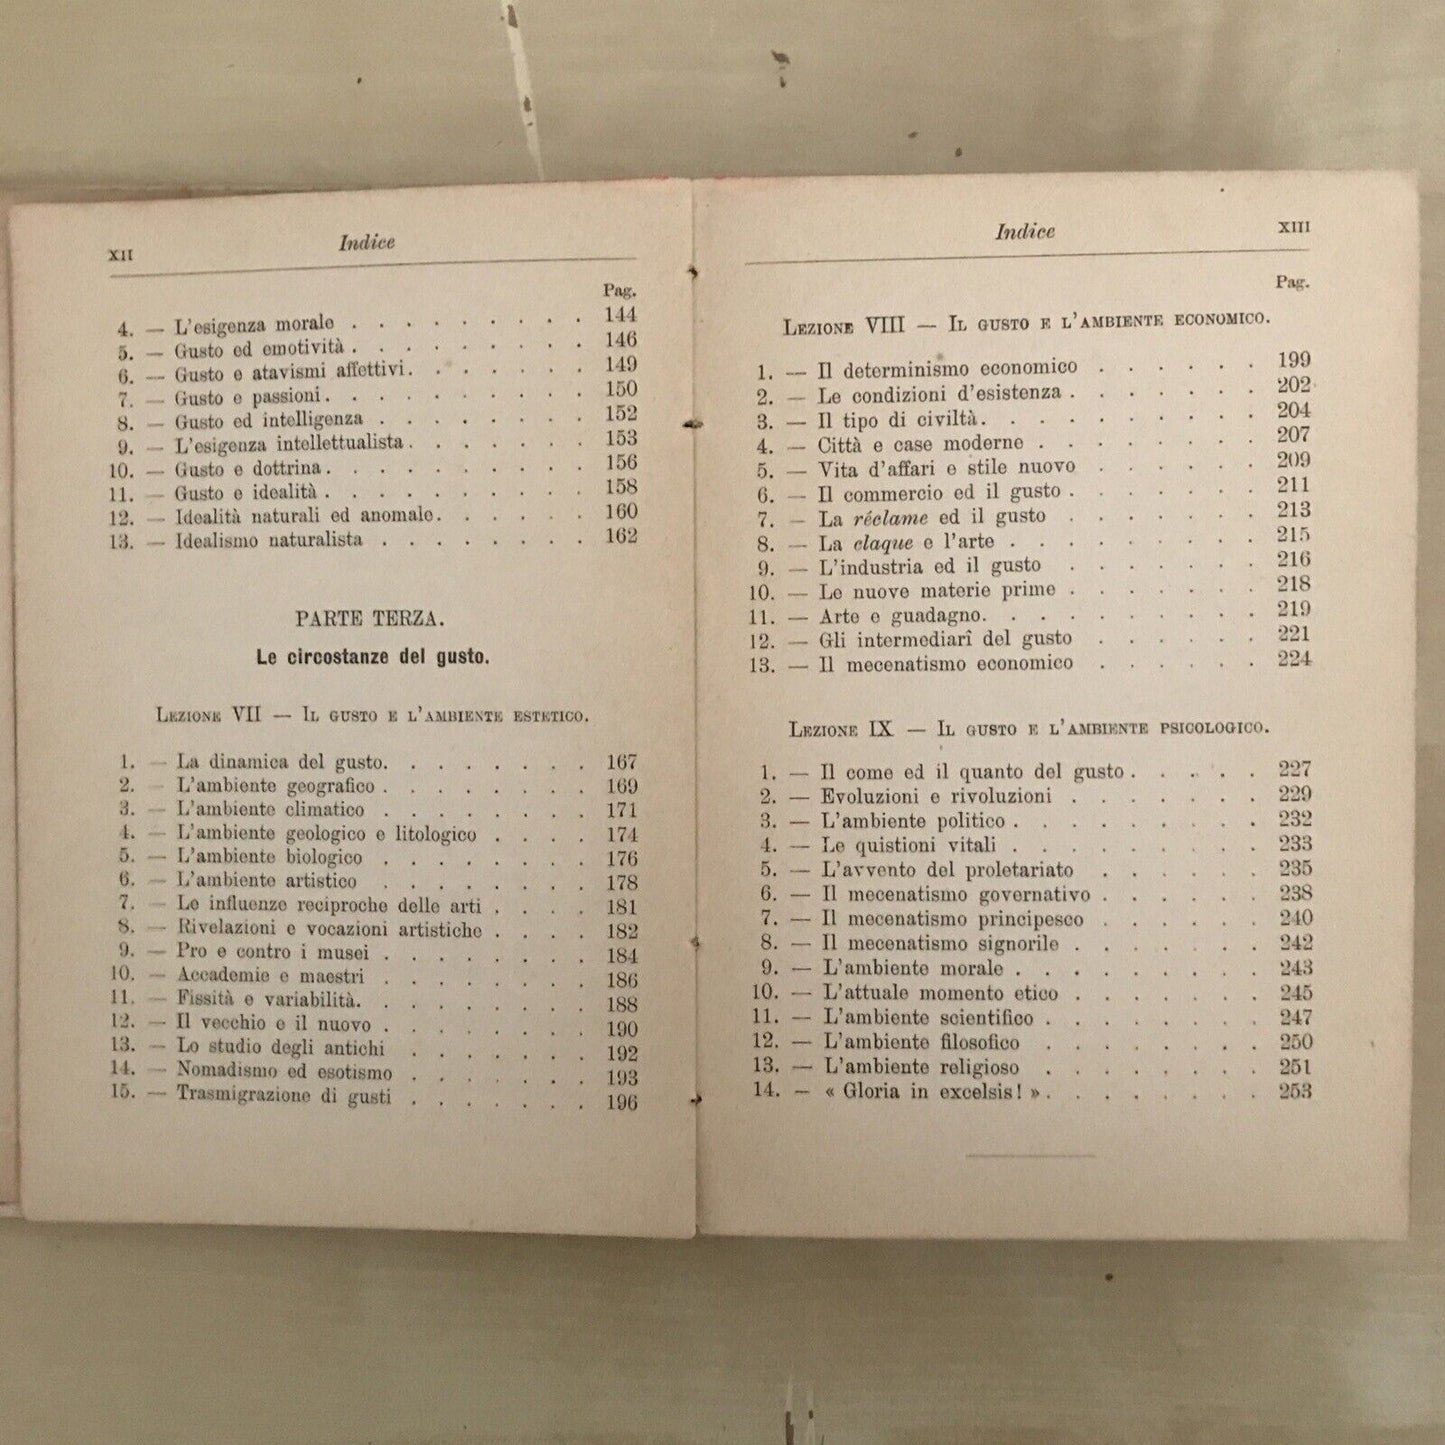 XII
Indice
Pag.
4. — L'esigenza morale . . . . . . . . . 144
5. — Gusto ed emotività . . . . . . . . . 146
6. — Gusto e atavismi affettivi. . . . . . . 149
7. — Gusto e passioni. . . . . . . . . . 150
8. — Gusto ed intelligenza . . . . . . . . 152
9. — L'esigenza intellettualista . . . . . . . 153
10. — Gusto e dottrina. . . . . . . . . . 156
11. — Gusto e idealità . . . . . . . . . . 158
12. — Idealità naturali ed anomale. . . . . . 160
13. — Idealismo naturalista . . . . . . . . 162
PARTE TERZA.
Le circostanze del gusto.
Lezione VII — Il gusto e l'ambiente estetico.
1. — La dinamica del gusto. . . . . . . . 167
2. — L'ambiente geografico . . . . . . . . 169
3. — L'ambiente climatico . . . . . . . . 171
4. — L'ambiente geologico e litologico . . . . 174
5. — L'ambiente biologico . . . . . . . . 176
6. — L'ambiente artistico . . . . . . . . 178
7. — Le influenze reciproche delle arti . . . . 181
8. — Rivelazioni e vocazioni artistiche . . . . 182
9. — Pro e contro i musei . . . . . . . . 184
10. — Accademie e maestri . . . . . . . . 186
11. — Fissità e variabilità. . . . . . . . . 188
12. — Il vecchio e il nuovo . . . . . . . . 190
13. — Lo studio degli antichi . . . . . . . 192
14. — Nomadismo ed esotismo . . . . . . . 193
15. — Trasmigrazione di gusti . . . . . . . 196
Indice
XIII
Pag.
Lezione VIII — Il gusto e l'ambiente economico.
1. — Il determinismo economico . . . . . . 199
2. — Le condizioni d'esistenza . . . . . . . 202
3. — Il tipo di civiltà. . . . . . . . . . 204
4. — Città e case moderne . . . . . . . . 207
5. — Vita d'affari e stile nuovo . . . . . . 209
6. — Il commercio ed il gusto . . . . . . . 211
7. — La réclame ed il gusto . . . . . . . 213
8. — La claque e l'arte . . . . . . . . . 215
9. — L'industria ed il gusto . . . . . . . 216
10. — Le nuove materie prime . . . . . . . 218
11. — Arte e guadagno. . . . . . . . . . 219
12. — Gli intermediarî del gusto . . . . . . 221
13. — Il mecenatismo economico . . . . . . 224
Lezione IX — Il gusto e l'ambiente psicologico.
1. — Il come ed il quanto del gusto . . . . . 227
2. — Evoluzioni e rivoluzioni . . . . . . . 229
3. — L'ambiente politico . . . . . . . . . 232
4. — Le quistioni vitali . . . . . . . . . 233
5. — L'avvento del proletariato . . . . . . 235
6. — Il mecenatismo governativo . . . . . . 238
7. — Il mecenatismo principesco . . . . . . 240
8. — Il mecenatismo signorile . . . . . . . 242
9. — L'ambiente morale . . . . . . . . . 243
10. — L'attuale momento etico . . . . . . . 245
11. — L'ambiente scientifico . . . . . . . . 247
12. — L'ambiente filosofico . . . . . . . . 250
13. — L'ambiente religioso . . . . . . . . 251
14. — « Gloria in excelsis! ». . . . . . . . 253